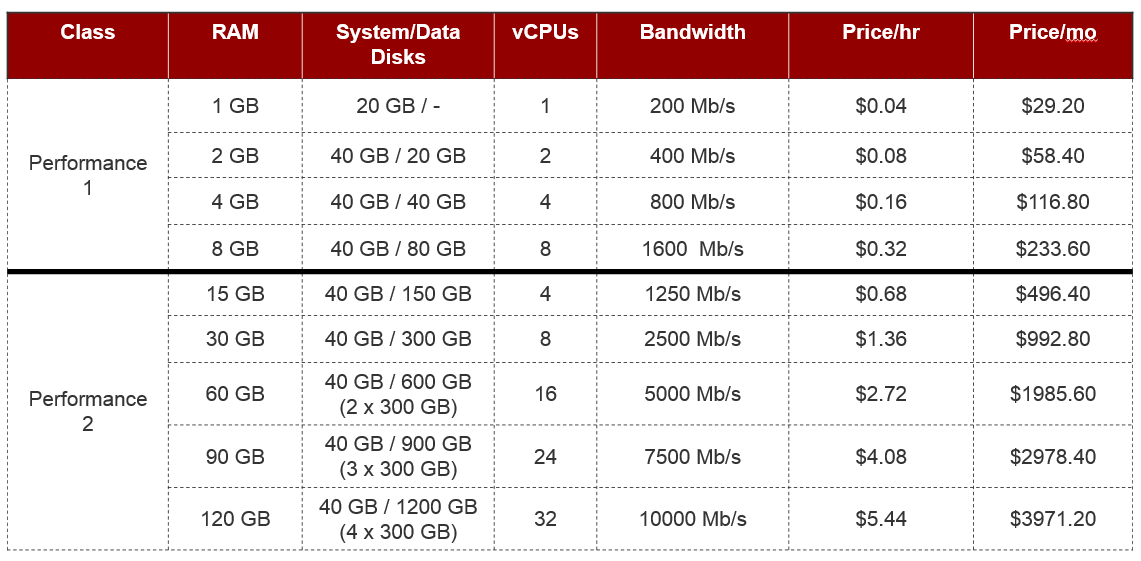 Class RAM System/Data Disks vCPUs Bandwidth Price/hr Price/mo
Performance 1
1 GB 20 GB / - 1 200 Mb/s $0.04 $29.20
2 GB 40 GB / 20 GB 2 400 Mb/s $0.08 $58.40
4 GB 40 GB / 40 GB 4 800 Mb/s $0.16 $116.80
8 GB 40 GB / 80 GB 8 1600 Mb/s $0.32 $233.60
Performance 2
15 GB 40 GB / 150 GB 4 1250 Mb/s $0.68 $496.40
30 GB 40 GB / 300 GB 8 2500 Mb/s $1.36 $992.80
60 GB 40 GB / 600 GB (2 x 300 GB) 16 5000 Mb/s $2.72 $1985.60
90 GB 40 GB / 900 GB (3 x 300 GB) 24 7500 Mb/s $4.08 $2978.40
120 GB 40 GB / 1200 GB (4 x 300 GB) 32 10000 Mb/s $5.44 $3971.20